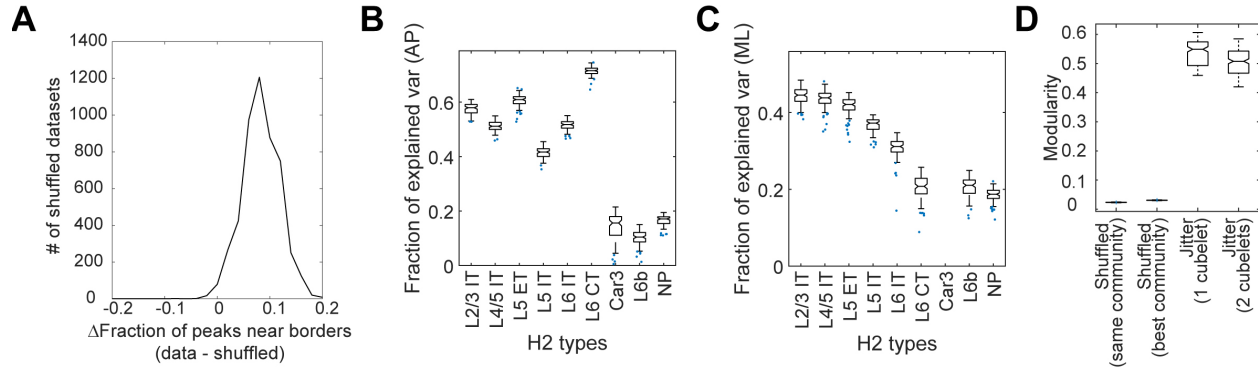 A
1400
1200
1000
800
600
400
200
0
-0.2
-0.1
0
0.1
0.2
# of shuffled datasets
ΔFraction of peaks near borders
(data - shuffled)
B
Fraction of explained var (AP)
0.6
0.4
0.2
0
L2/3 IT
L4/5 IT
L5 ET
L5 IT
L6 IT
L6 CT
Car3
L6b
NP
H2 types
C
Fraction of explained var (ML)
0.4
0.2
0
L2/3 IT
L4/5 IT
L5 ET
L5 IT
L6 IT
L6 CT
Car3
L6b
NP
H2 types
D
Modularity
0.6
0.5
0.4
0.3
0.2
0.1
0
Shuffled
(same community)
Shuffled
(best community)
Jitter
(1 cubelet)
Jitter
(2 cubelets)